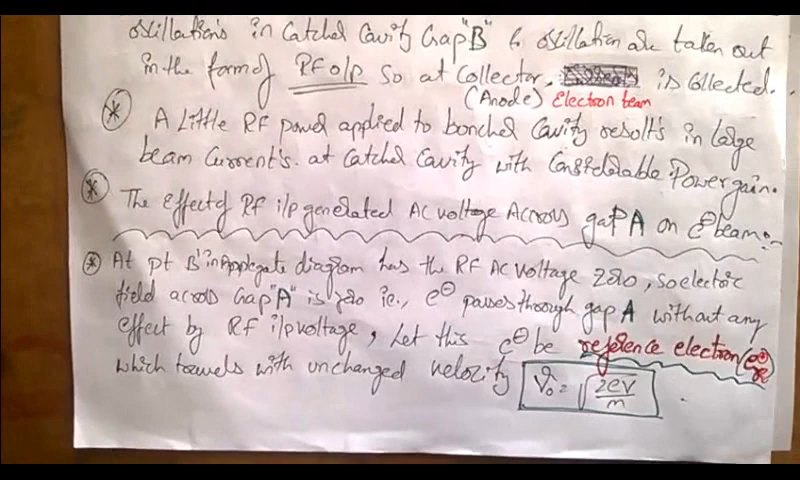 oscillations in Catcher Cavity Gap "B" & oscillation are taken out
in the form of RF o/p so at Collector, is Collected.
(Anode) Electron beam
* A Little RF power applied to bonched Cavity results in large
beam Current's. at Catched Cavity with Considerable Power gain.
* The Effect of RF i/p generated AC voltage Across gap A on e⊖ beam:-
* At pt B' in Applegate diagram has the RF AC Voltage Zero, so electric
field across Gap "A" is zero i.e., e⊖ passes through gap A without any
effect by RF i/p voltage, Let this e⊖ be reference electron (e⊖R)
which travels with unchanged velocity V₀ = √2eV/m